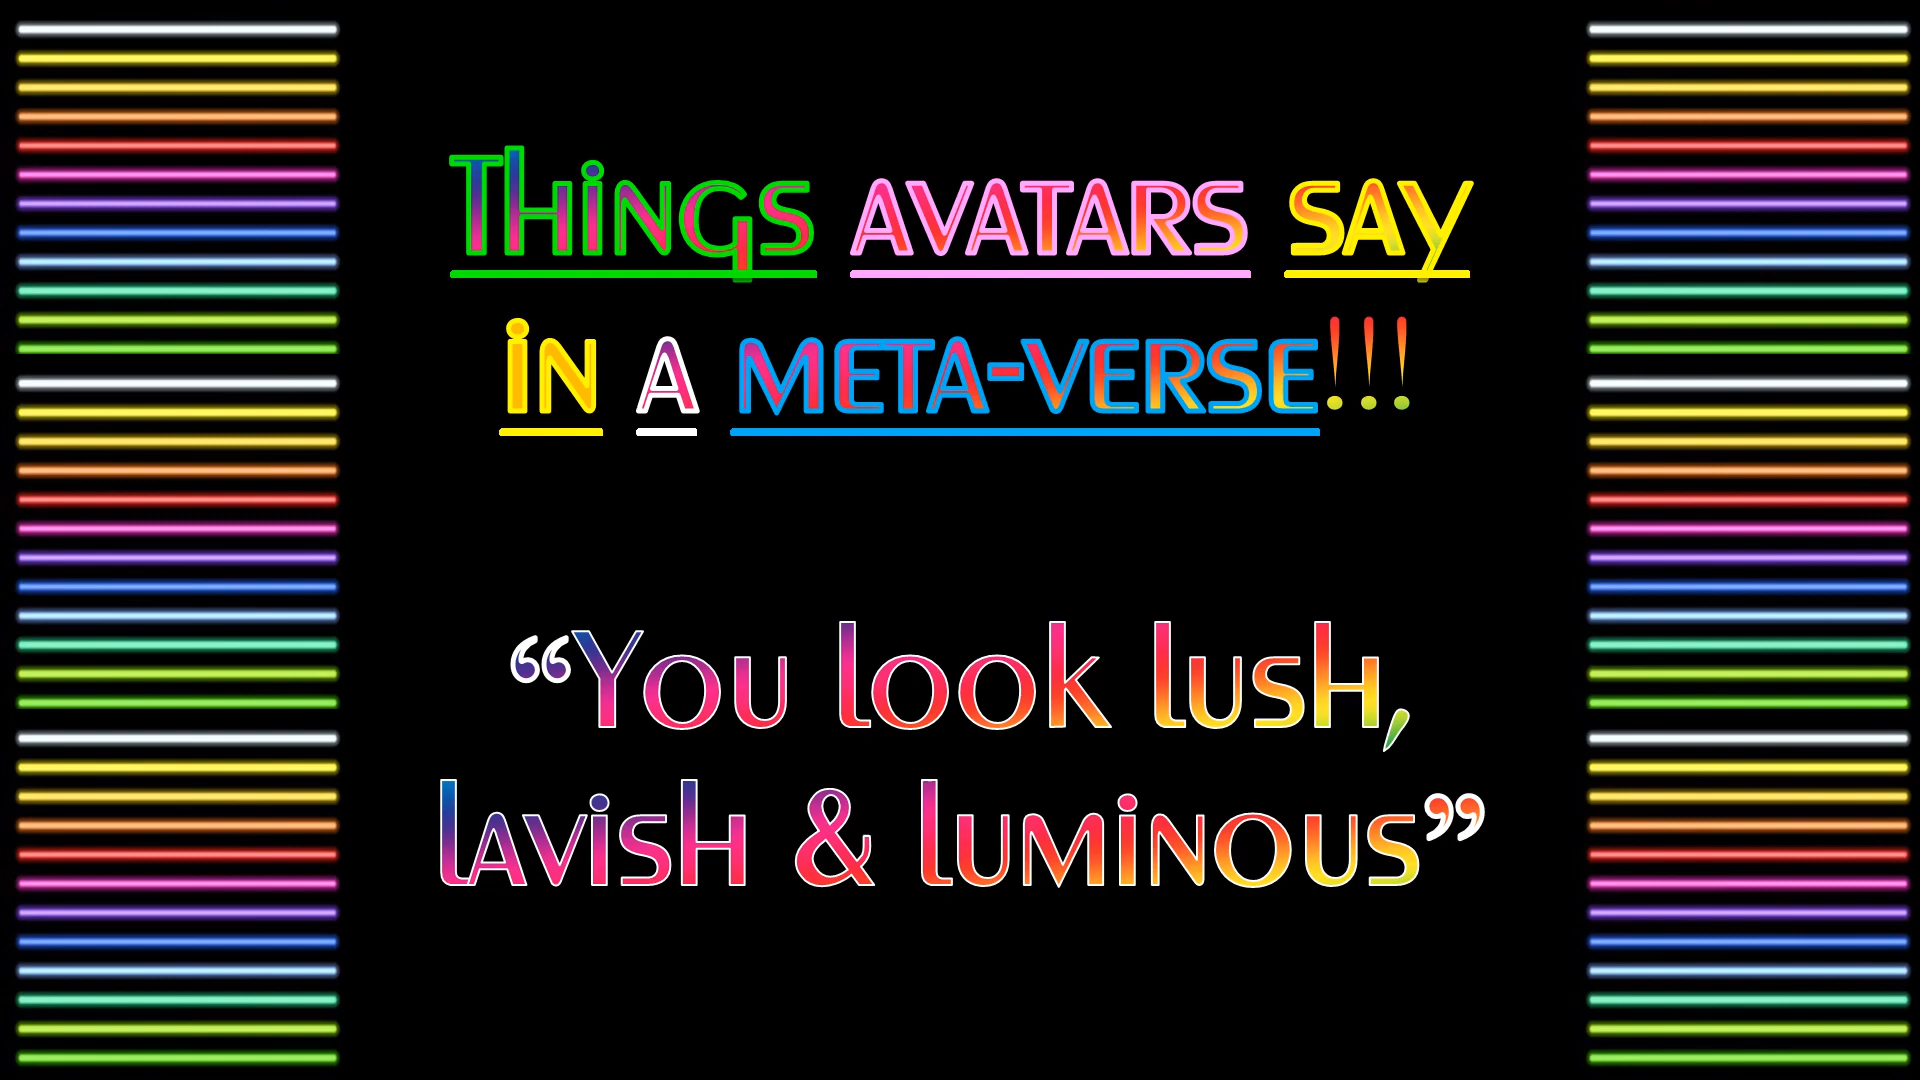 Things avatars say
in a meta-verse!!!
“You look lush,
lavish & luminous”